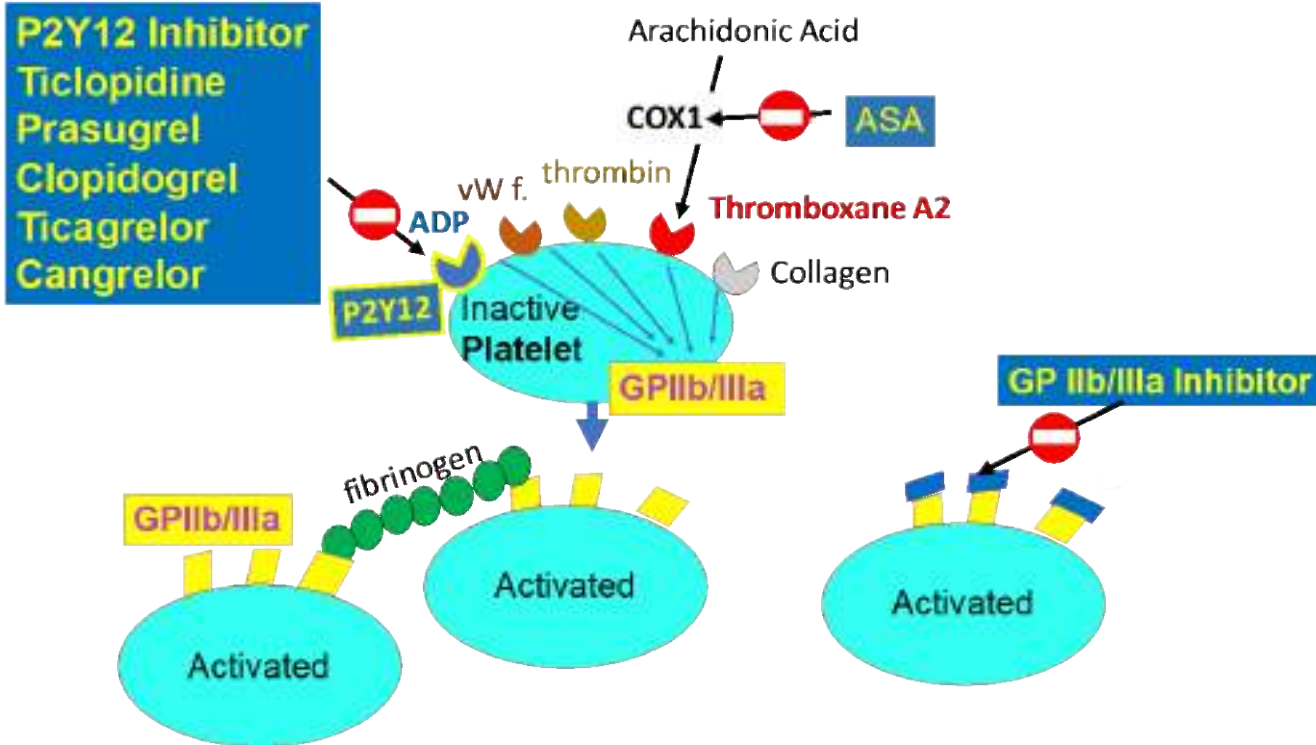 P2Y12 Inhibitor
Ticlopidine
Prasugrel
Clopidogrel
Ticagrelor
Cangrelor
Arachidonic Acid
COX1
ASA
thrombin
vW f.
ADP
Thromboxane A2
Collagen
P2Y12
Inactive
Platelet
GPIIb/IIIa
GP IIb/IIIa Inhibitor
fibrinogen
GPIIb/IIIa
Activated
Activated
Activated